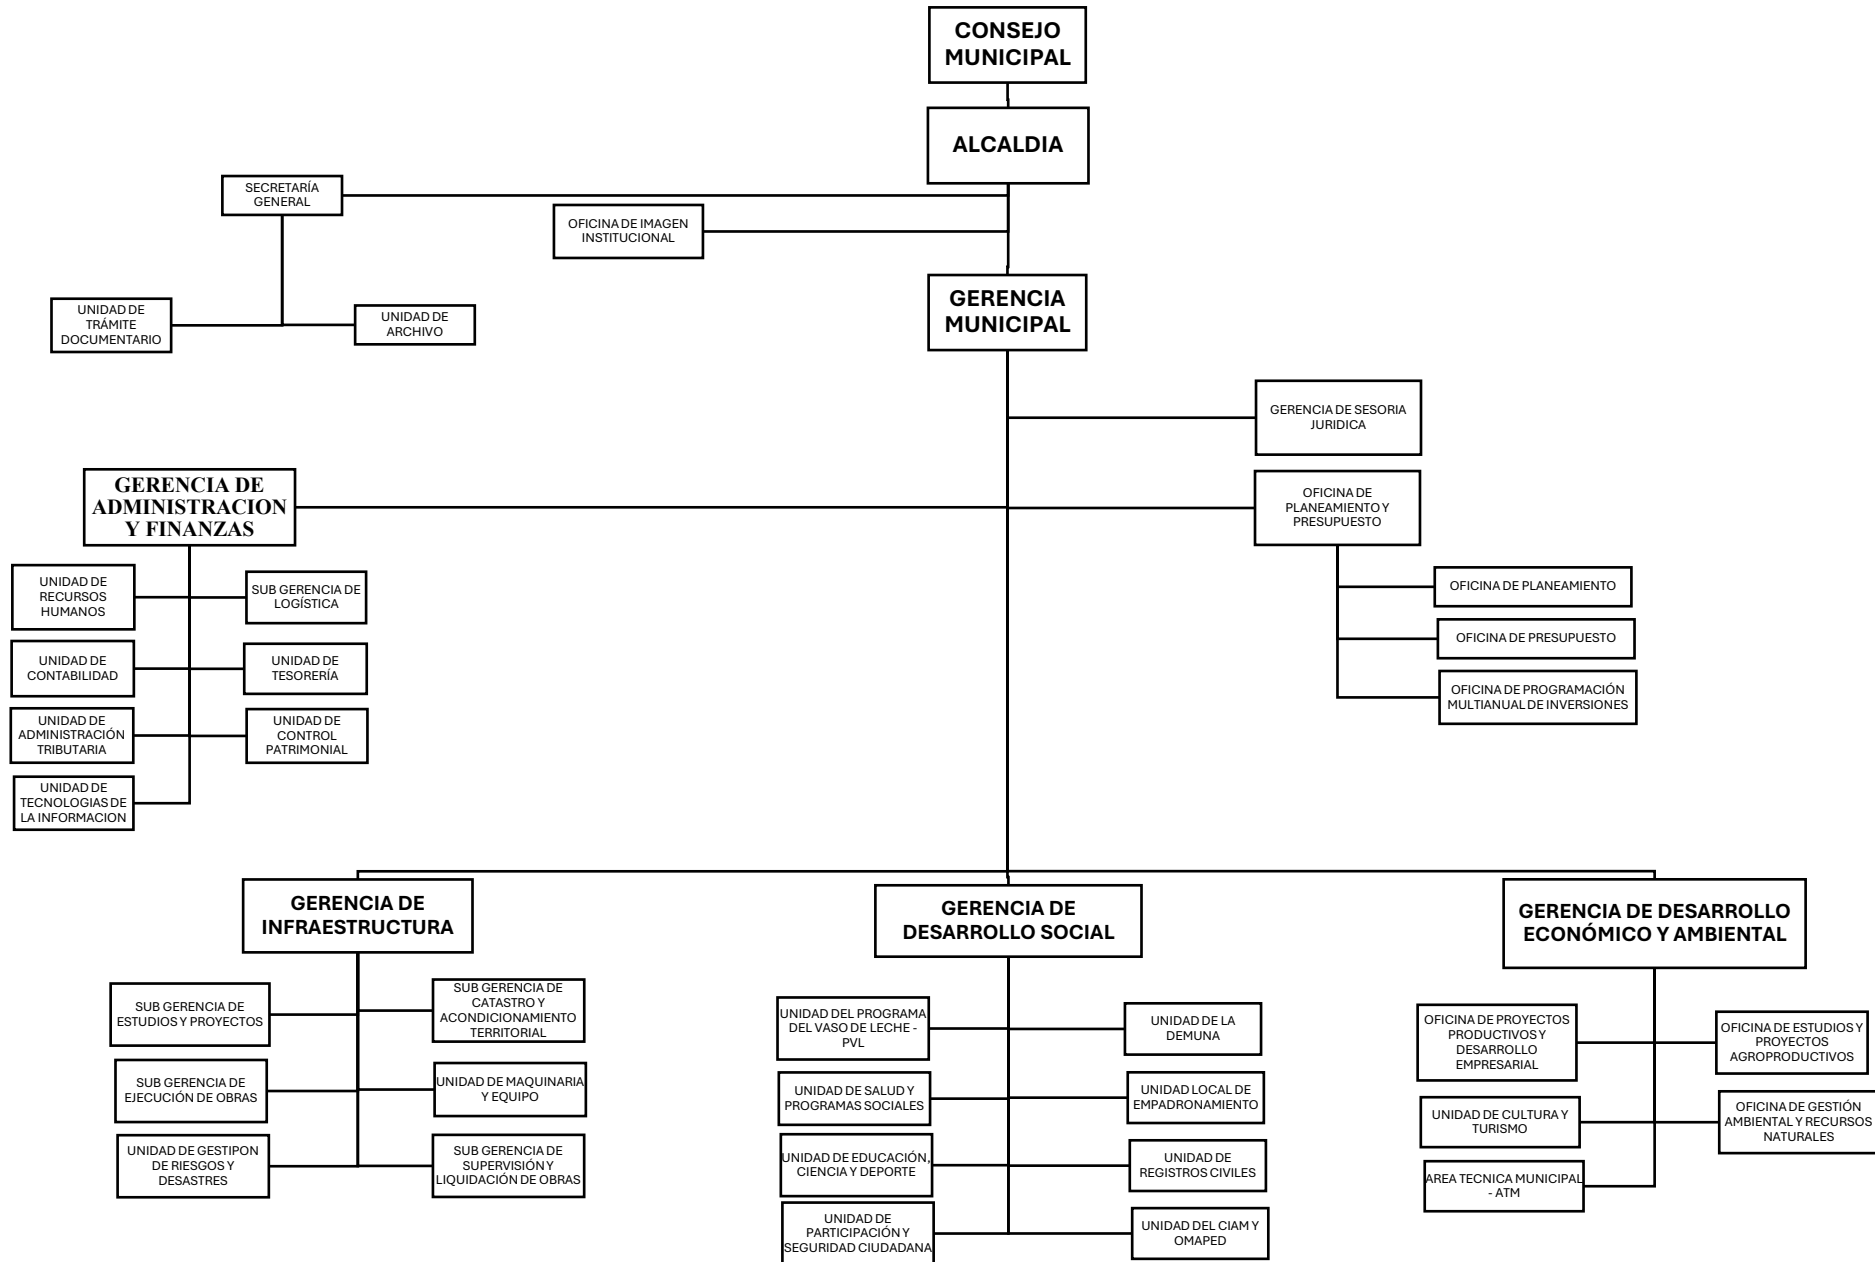 CONSEJO
MUNICIPAL
ALCALDIA
SECRETARÍA
GENERAL
OFICINA DE IMAGEN
INSTITUCIONAL
UNIDAD DE
TRÁMITE
DOCUMENTARIO
UNIDAD DE
ARCHIVO
GERENCIA
MUNICIPAL
GERENCIA DE SESORIA
JURIDICA
GERENCIA DE
ADMINISTRACION
Y FINANZAS
OFICINA DE
PLANEAMIENTO Y
PRESUPUESTO
OFICINA DE PLANEAMIENTO
OFICINA DE PRESUPUESTO
OFICINA DE PROGRAMACIÓN
MULTIANUAL DE INVERSIONES
UNIDAD DE
RECURSOS
HUMANOS
SUB GERENCIA DE
LOGÍSTICA
UNIDAD DE
CONTABILIDAD
UNIDAD DE
TESORERÍA
UNIDAD DE
ADMINISTRACIÓN
TRIBUTARIA
UNIDAD DE
CONTROL
PATRIMONIAL
UNIDAD DE
TECNOLOGIAS DE
LA INFORMACION
GERENCIA DE
INFRAESTRUCTURA
SUB GERENCIA DE
ESTUDIOS Y PROYECTOS
SUB GERENCIA DE
CATASTRO Y
ACONDICIONAMIENTO
TERRITORIAL
SUB GERENCIA DE
EJECUCIÓN DE OBRAS
UNIDAD DE MAQUINARIA
Y EQUIPO
UNIDAD DE GESTIPON
DE RIESGOS Y
DESASTRES
SUB GERENCIA DE
SUPERVISIÓN Y
LIQUIDACIÓN DE OBRAS
GERENCIA DE
DESARROLLO SOCIAL
UNIDAD DEL PROGRAMA
DEL VASO DE LECHE -
PVL
UNIDAD DE LA
DEMUNA
UNIDAD DE SALUD Y
PROGRAMAS SOCIALES
UNIDAD LOCAL DE
EMPADRONAMIENTO
UNIDAD DE EDUCACIÓN,
CIENCIA Y DEPORTE
UNIDAD DE
REGISTROS CIVILES
UNIDAD DE
PARTICIPACIÓN Y
SEGURIDAD CIUDADANA
UNIDAD DEL CIAM Y
OMAPED
GERENCIA DE DESARROLLO
ECONÓMICO Y AMBIENTAL
OFICINA DE PROYECTOS
PRODUCTIVOS Y
DESARROLLO
EMPRESARIAL
OFICINA DE ESTUDIOS Y
PROYECTOS
AGROPRODUCTIVOS
UNIDAD DE CULTURA Y
TURISMO
OFICINA DE GESTIÓN
AMBIENTAL Y RECURSOS
NATURALES
AREA TECNICA MUNICIPAL
- ATM